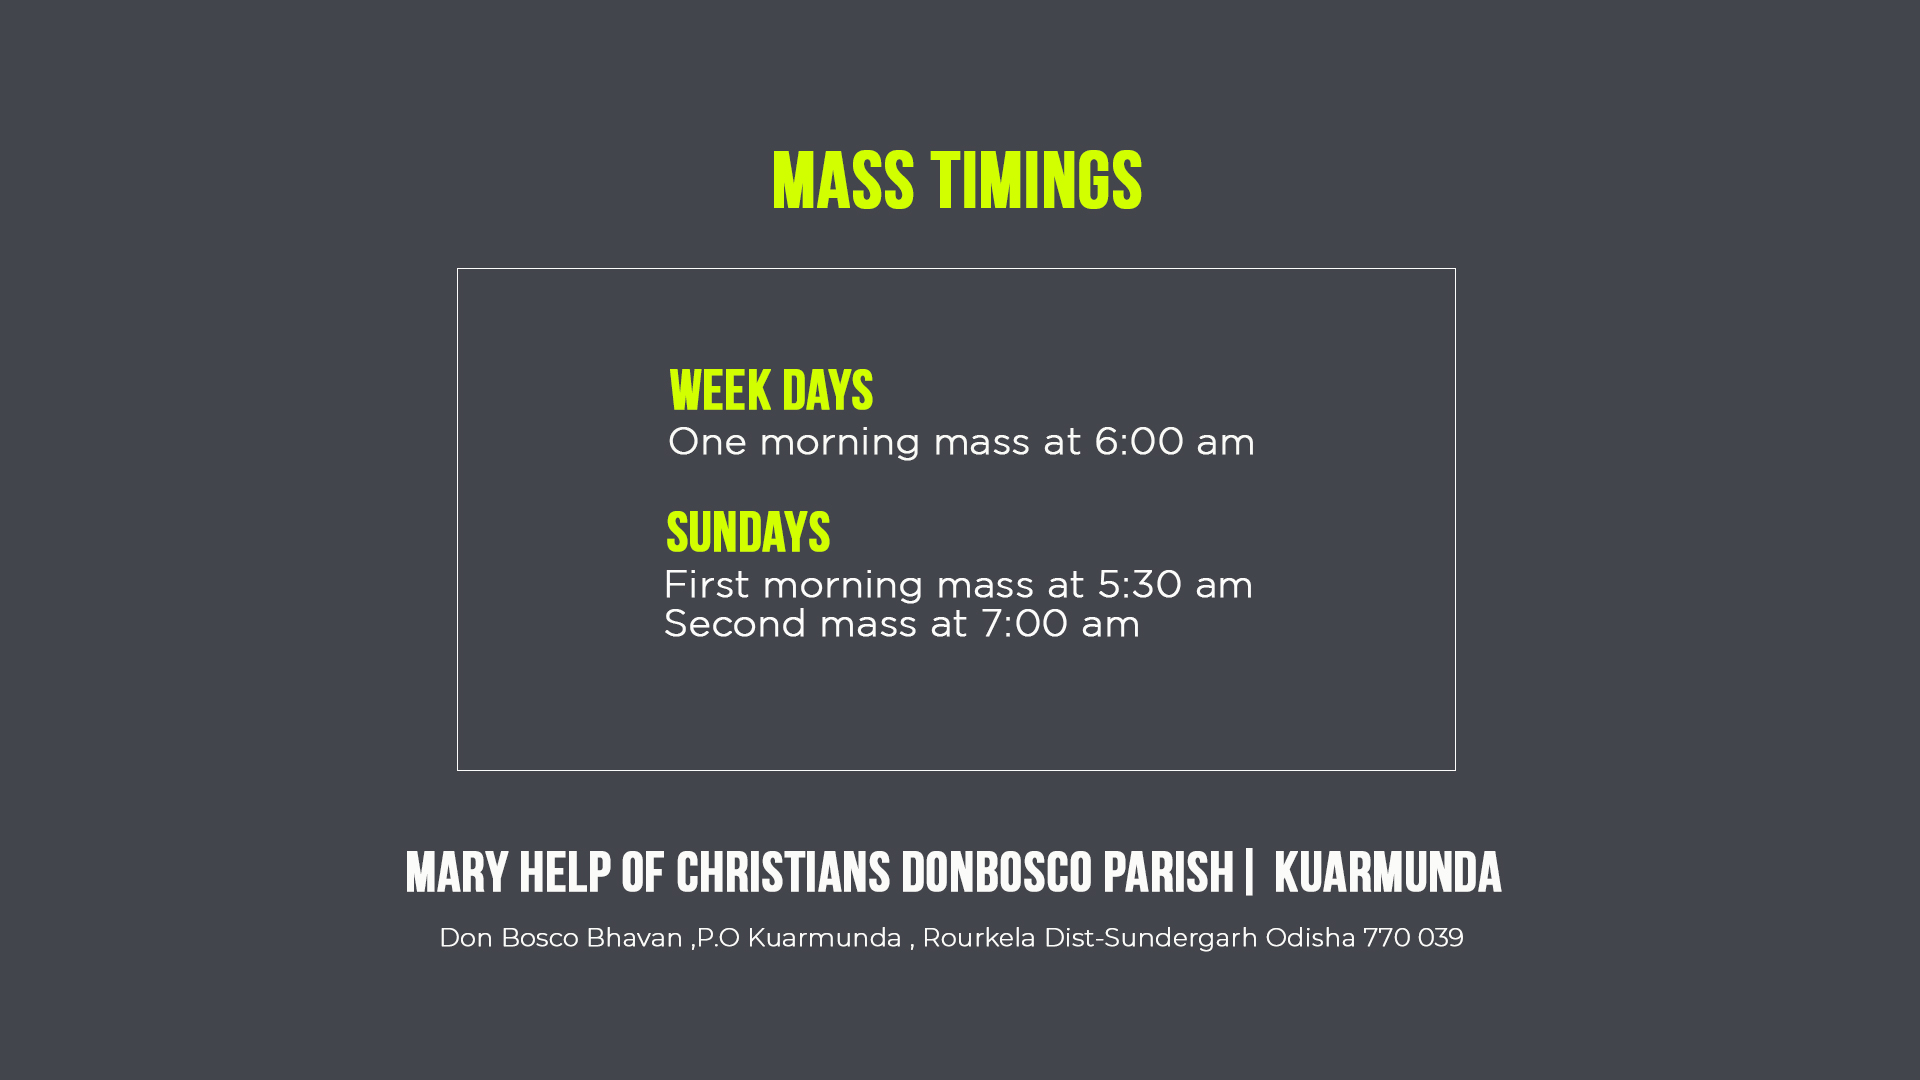 MASS TIMINGS
WEEK DAYS
One morning mass at 6:00 am
SUNDAYS
First morning mass at 5:30 am
Second mass at 7:00 am
MARY HELP OF CHRISTIANS DONBOSCO PARISH| KUARMUNDA
Don Bosco Bhavan ,P.O Kuarmunda , Rourkela Dist-Sundergarh Odisha 770 039